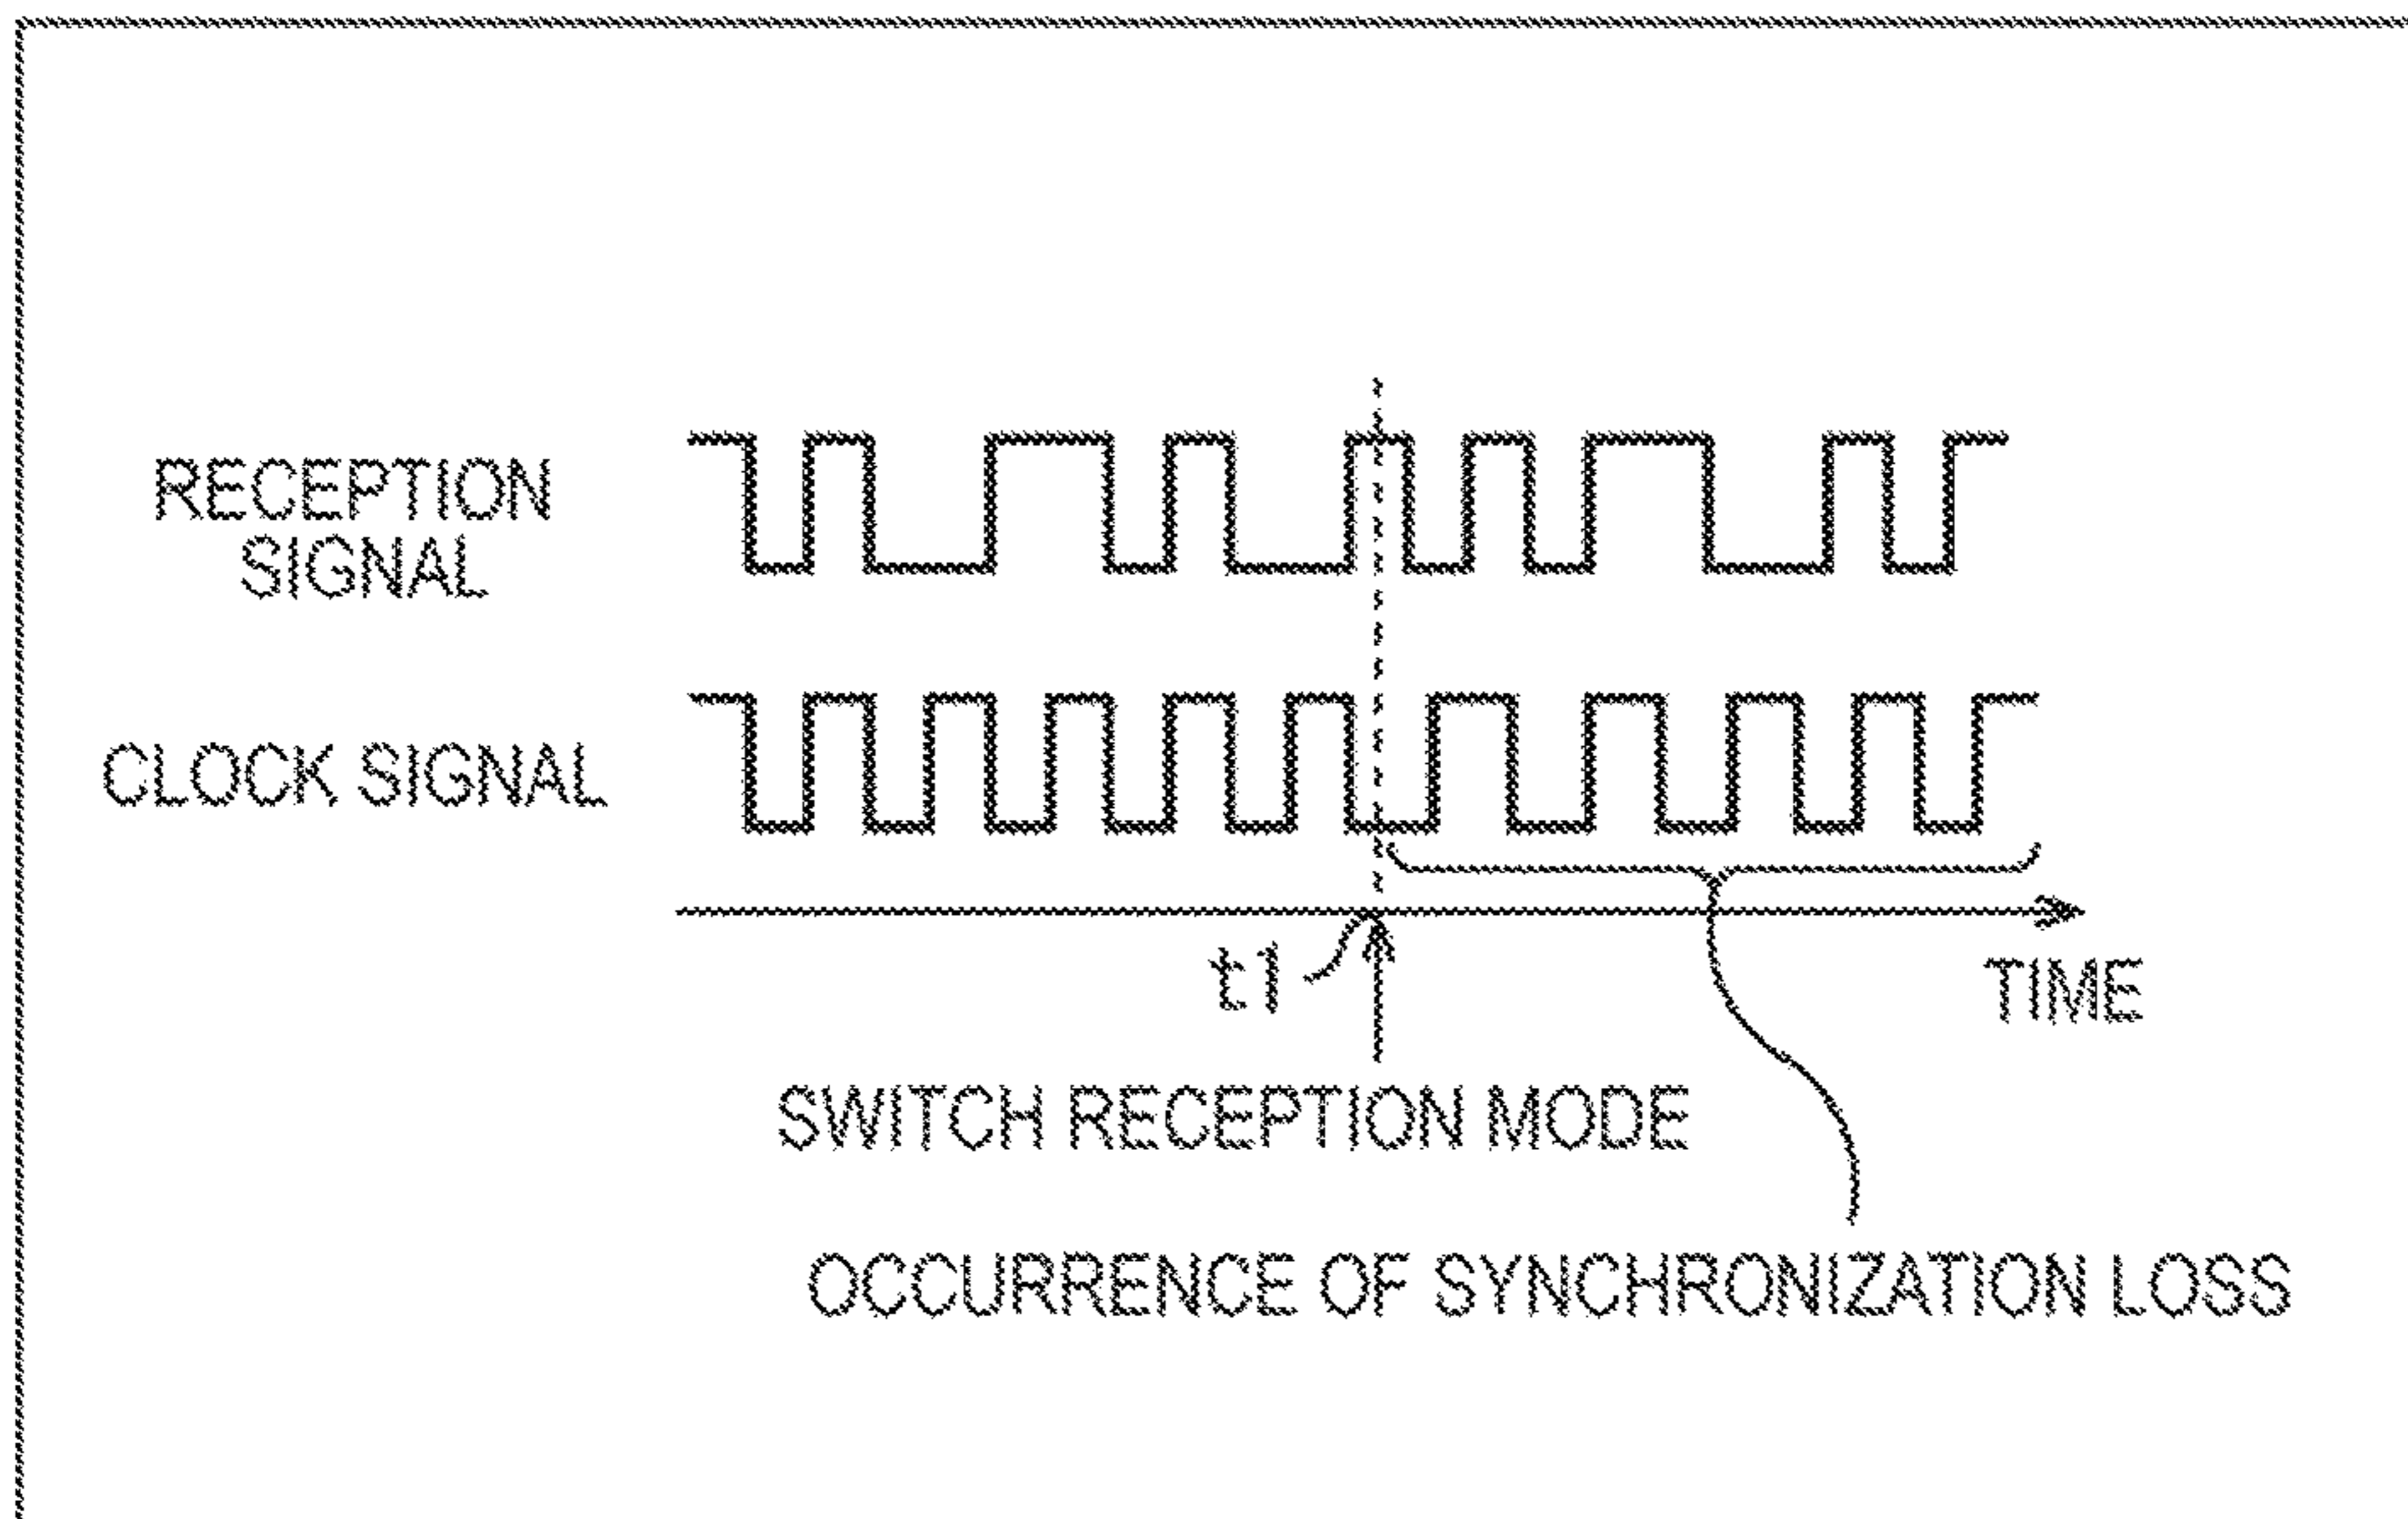 RECEPTION
SIGNAL
CLOCK SIGNAL
t1
TIME
SWITCH RECEPTION MODE
OCCURRENCE OF SYNCHRONIZATION LOSS